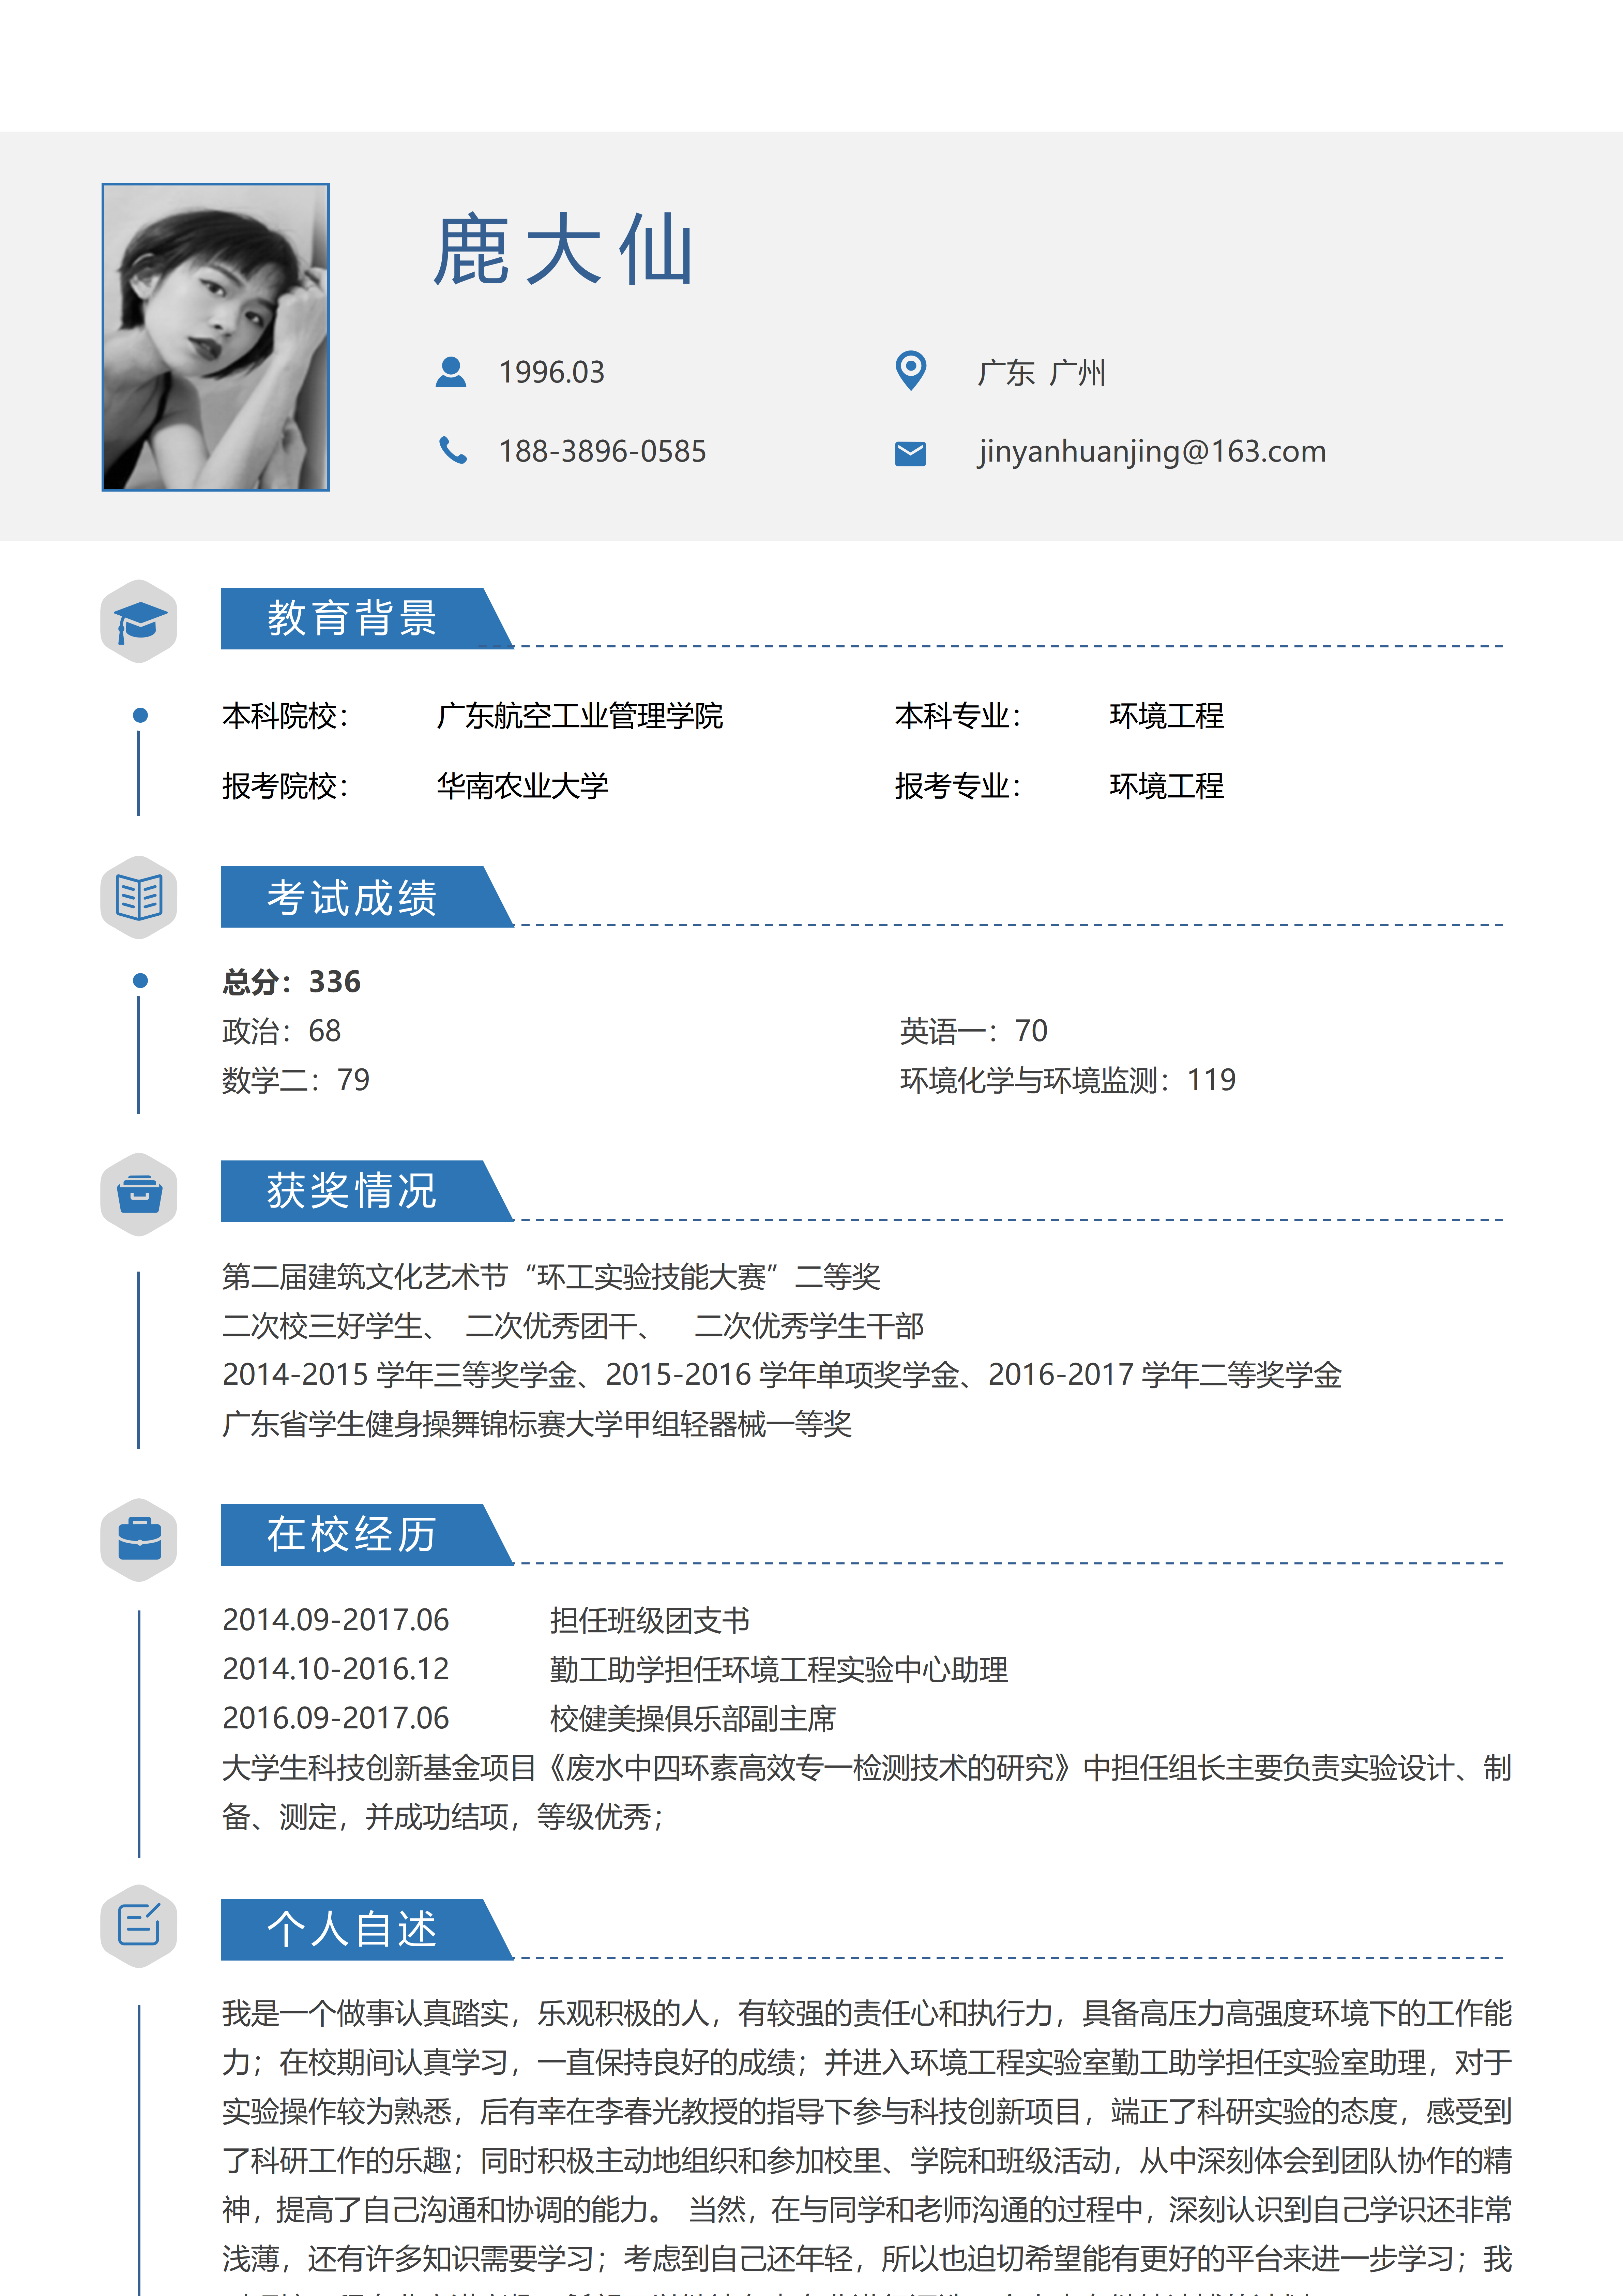 鹿大仙
1996.03 广东 广州
188-3896-0585 jinyanhuanjing@163.com
教育背景
本科院校： 广东航空工业管理学院 本科专业： 环境工程
报考院校： 华南农业大学 报考专业： 环境工程
考试成绩
总分：336
政治：68 英语一：70
数学二：79 环境化学与环境监测：119
获奖情况
第二届建筑文化艺术节“环工实验技能大赛”二等奖
二次校三好学生、 二次优秀团干、 二次优秀学生干部
2014-2015 学年三等奖学金、2015-2016 学年单项奖学金、2016-2017 学年二等奖学金
广东省学生健身操舞锦标赛大学甲组轻器械一等奖
在校经历
2014.09-2017.06 担任班级团支书
2014.10-2016.12 勤工助学担任环境工程实验中心助理
2016.09-2017.06 校健美操俱乐部副主席
大学生科技创新基金项目《废水中四环素高效专一检测技术的研究》中担任组长主要负责实验设计、制
备、测定，并成功结项，等级优秀；
个人自述
我是一个做事认真踏实，乐观积极的人，有较强的责任心和执行力，具备高压力高强度环境下的工作能
力；在校期间认真学习，一直保持良好的成绩；并进入环境工程实验室勤工助学担任实验室助理，对于
实验操作较为熟悉，后有幸在李春光教授的指导下参与科技创新项目，端正了科研实验的态度，感受到
了科研工作的乐趣；同时积极主动地组织和参加校里、学院和班级活动，从中深刻体会到团队协作的精
神，提高了自己沟通和协调的能力。 当然，在与同学和老师沟通的过程中，深刻认识到自己学识还非常
浅薄，还有许多知识需要学习；考虑到自己还年轻，所以也迫切希望能有更好的平台来进一步学习；我